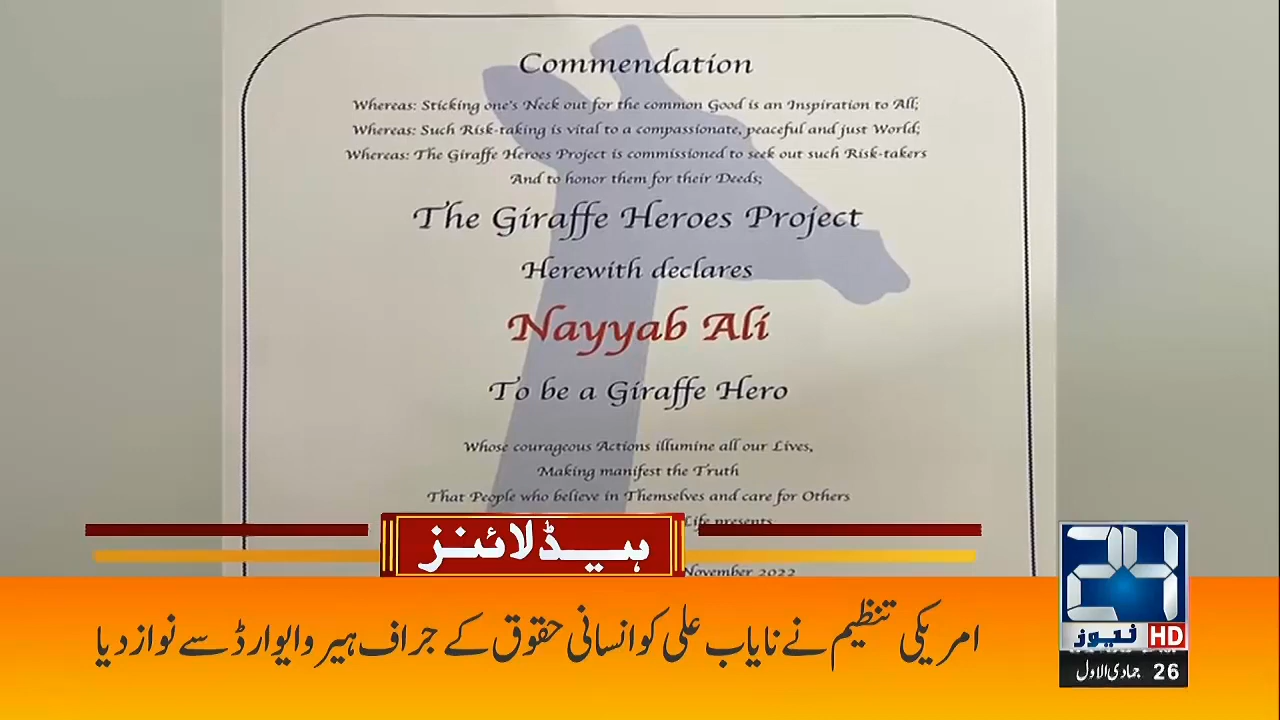 Commendation
Whereas: Sticking one's Neck out for the common Good is an Inspiration to All;
Whereas: Such Risk-taking is vital to a compassionate, peaceful and just World;
Whereas: The Giraffe Heroes Project is commissioned to seek out such Risk-takers
And to honor them for their Deeds;
The Giraffe Heroes Project
Herewith declares
Nayyab Ali
To be a Giraffe Hero
Whose courageous Actions illumine all our Lives,
Making manifest the Truth
That People who believe in Themselves and care for Others
Life presents
November 2022
ہیڈلائنز
امریکی تنظیم نے نایاب علی کو انسانی حقوق کے جراف ہیرو ایوارڈ سے نواز دیا
24
نیوز HD
26 جمادی الاول